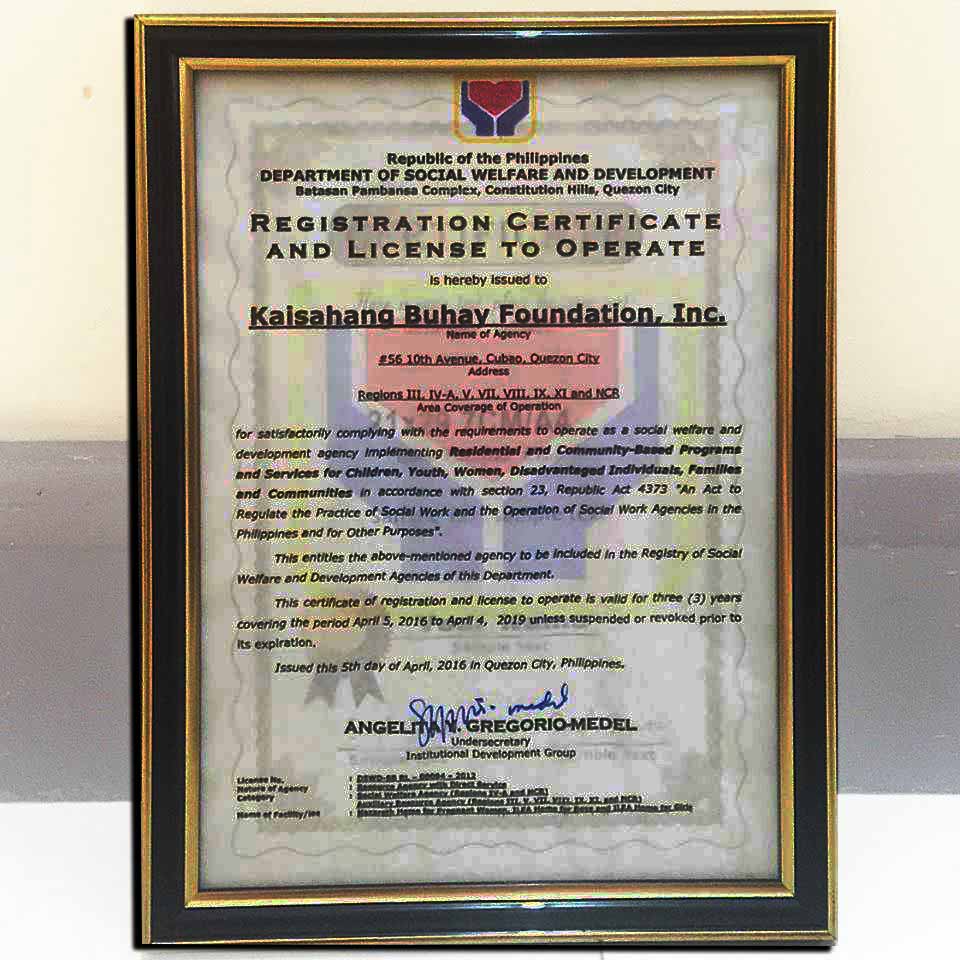 Republic of the Philippines
DEPARTMENT OF SOCIAL WELFARE AND DEVELOPMENT
Batasan Pambansa Complex, Constitution Hills, Quezon City
REGISTRATION CERTIFICATE
AND LICENSE TO OPERATE
is hereby issued to
Kaisahang Buhay Foundation, Inc.
Name of Agency
#56 10th Avenue, Cubao, Quezon City
Address
Regions III, IV-A, V, VII, VIII, IX, XI and NCR
Area Coverage of Operation
for satisfactorily complying with the requirements to operate as a social welfare and
development agency implementing Residential and Community-Based Programs
and Services for Children, Youth, Women, Disadvantaged Individuals, Families
and Communities in accordance with section 23, Republic Act 4373 "An Act to
Regulate the Practice of Social Work and the Operation of Social Work Agencies in the
Philippines and for Other Purposes".
This entitles the above-mentioned agency to be included in the Registry of Social
Welfare and Development Agencies of this Department.
This certificate of registration and license to operate is valid for three (3) years
covering the period April 5, 2016 to April 4, 2019 unless suspended or revoked prior to
its expiration.
Issued this 5th day of April, 2016 in Quezon City, Philippines.
GREGORIO-MEDEL
Undersecretary
Institutional Development Group
License No. :
Nature of Agency :
Category :
Name of Facility/ies :